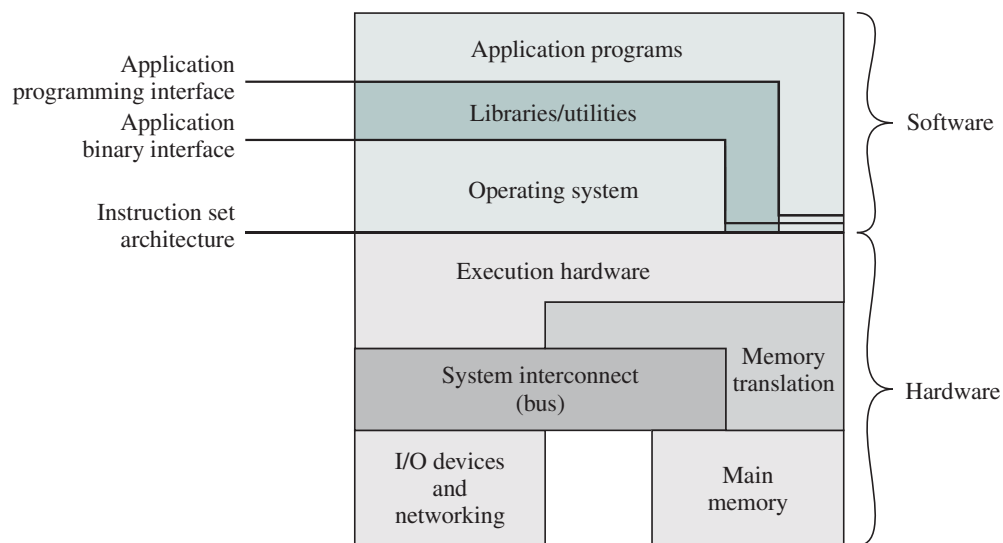 Application
programming interface
Application
binary interface
Instruction set
architecture
Application programs
Libraries/utilities
Operating system
Execution hardware
Memory
translation
System interconnect
(bus)
I/O devices
and
networking
Main
memory
Software
Hardware